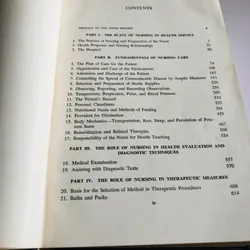 CONTENTS
PREFACE TO THE FIFTH EDITION
PART I. THE PLACE OF NURSING IN HEALTH SERVICE
1. The Function of Nursing and Preparation of the Nurse
2. Health Programs and Nursing Relationships
3. The Hospital
PART II. FUNDAMENTALS OF NURSING CARE
4. The Plan of Care for the Patient
5. Organization and Care of the Environment
6. Admission and Discharge of the Patient
7. Controlling the Spread of Communicable Disease by Aseptic Measures
8. Selection and Preparation of Sterile Supplies
9. Observing, Reporting, and Recording Observations
10. Temperature, Respiration, Pulse, and Blood Pressure
11. The Patient's Record
12. Personal Cleanliness
13. Nutritional Needs and Methods of Feeding
14. Provision for Elimination
15. Body Mechanics—Transportation, Rest, Sleep, and Prevention of Pressure Sores
16. Rehabilitation and Related Therapies
17. Responsibility of the Nurse for Health Teaching
PART III. THE ROLE OF NURSING IN HEALTH EVALUATION AND
DIAGNOSTIC TECHNIQUES
18. Medical Examination 557
19. Assisting with Diagnostic Tests 570
PART IV. THE ROLE OF NURSING IN THERAPEUTIC MEASURES
20. Basis for the Selection of Method in Therapeutic Procedures 608
21. Baths and Packs 614
ix